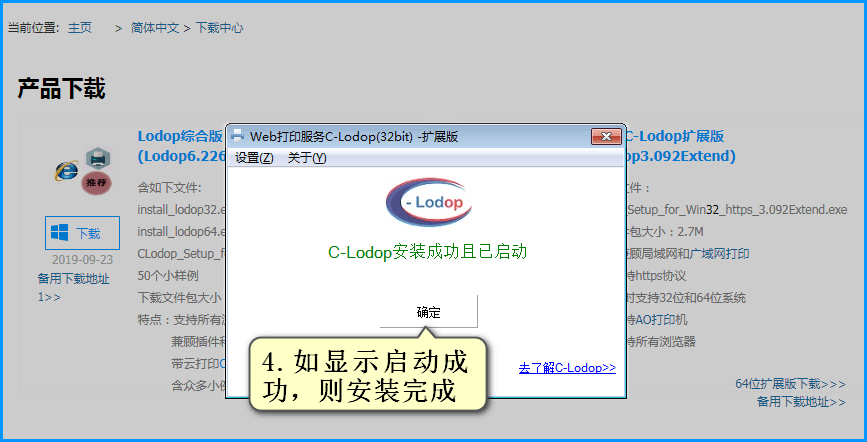 当前位置: 主页 > 简体中文 > 下载中心
产品下载
Lodop综合版
(Lodop6.226
含如下文件:
install_lodop32.e
install_lodop64.e
CLodop_Setup_f
50个小样例
下载文件包大小
特点：支持所有
兼顾插件和
带云打印C
含众多小
推荐
下载
2019-09-23
备用下载地址
1>>
Web打印服务C-Lodop(32bit) -扩展版
设置(Z) 关于(Y)
C - Lodop
C-Lodop安装成功且已启动
确定
去了解C-Lodop>>
4. 如显示启动成
功，则安装完成
C-Lodop扩展版
op3.092Extend)
文件：
Setup_for_Win32_https_3.092Extend.exe
件包大小：2.7M
兼顾局域网和广域网打印
持https协议
时支持32位和64位系统
持AO打印机
持所有浏览器
64位扩展版下载>>>
备用下载地址>>